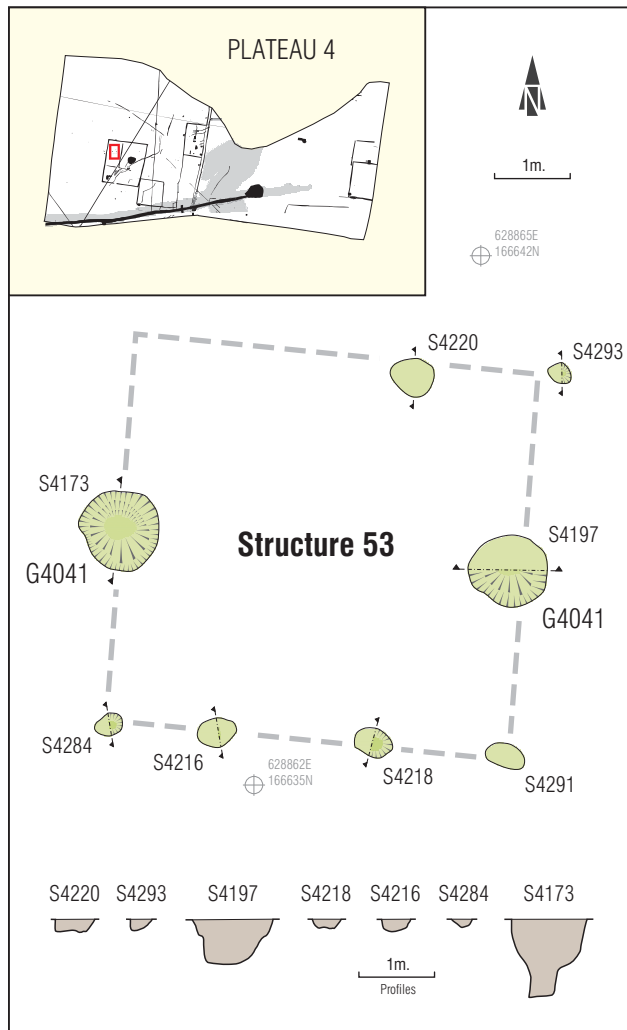 PLATEAU 4
N
1m.
628865E
166642N
S4220
S4293
S4173
Structure 53
S4197
G4041
G4041
S4284
S4216
628862E
166635N
S4218
S4291
S4220 S4293 S4197 S4218 S4216 S4284 S4173
1m.
Profiles